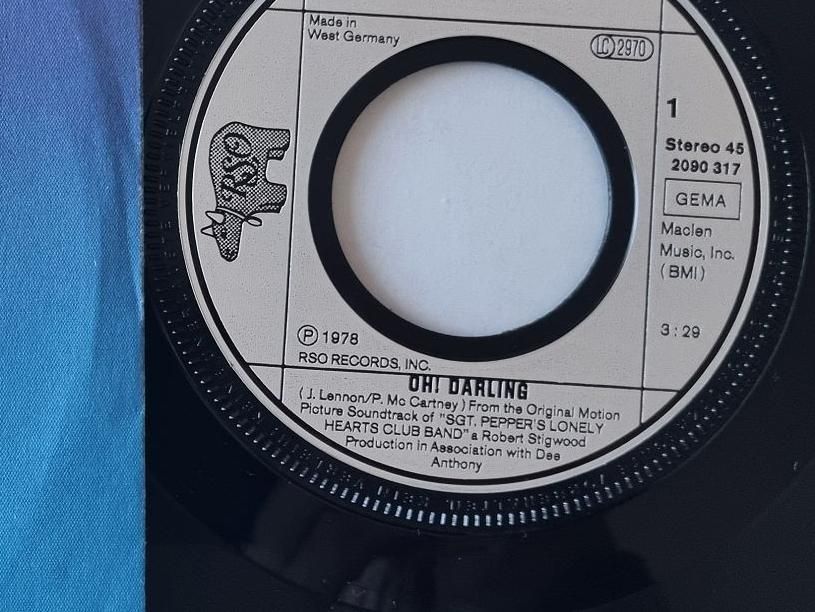 Made in
West Germany
LC 2970
RSO
1
Stereo 45
2090 317
GEMA
Maclen
Music, Inc.
(BMI)
3:29
Ⓟ 1978
RSO RECORDS, INC.
OH! DARLING
(J. Lennon/P. Mc Cartney) From the Original Motion
Picture Soundtrack of "SGT. PEPPER'S LONELY
HEARTS CLUB BAND" a Robert Stigwood
Production in Association with Dee
Anthony